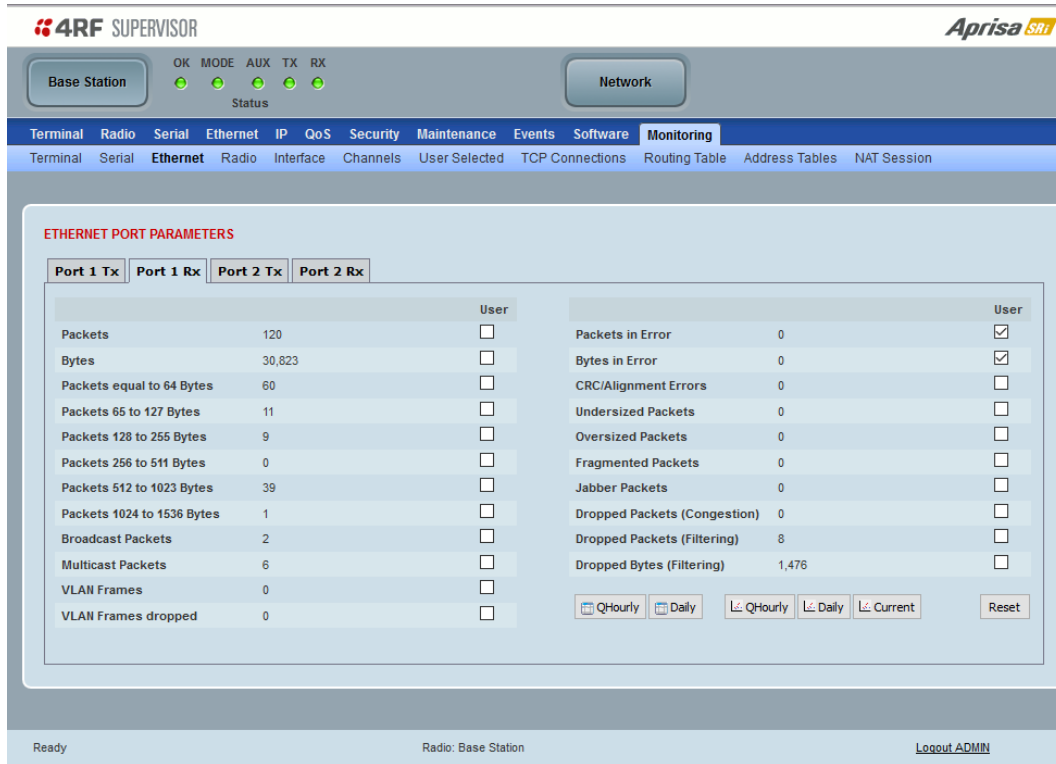 4RF SUPERVISOR
Aprisa SRi
Base Station
OK MODE AUX TX RX
Status
Network
Terminal Radio Serial Ethernet IP QoS Security Maintenance Events Software Monitoring
Terminal Serial Ethernet Radio Interface Channels User Selected TCP Connections Routing Table Address Tables NAT Session
ETHERNET PORT PARAMETERS
Port 1 Tx Port 1 Rx Port 2 Tx Port 2 Rx
User
Packets 120
Bytes 30,823
Packets equal to 64 Bytes 60
Packets 65 to 127 Bytes 11
Packets 128 to 255 Bytes 9
Packets 256 to 511 Bytes 0
Packets 512 to 1023 Bytes 39
Packets 1024 to 1536 Bytes 1
Broadcast Packets 2
Multicast Packets 6
VLAN Frames 0
VLAN Frames dropped 0
User
Packets in Error 0
Bytes in Error 0
CRC/Alignment Errors 0
Undersized Packets 0
Oversized Packets 0
Fragmented Packets 0
Jabber Packets 0
Dropped Packets (Congestion) 0
Dropped Packets (Filtering) 8
Dropped Bytes (Filtering) 1,476
QHourly Daily QHourly Daily Current Reset
Ready Radio: Base Station Logout ADMIN